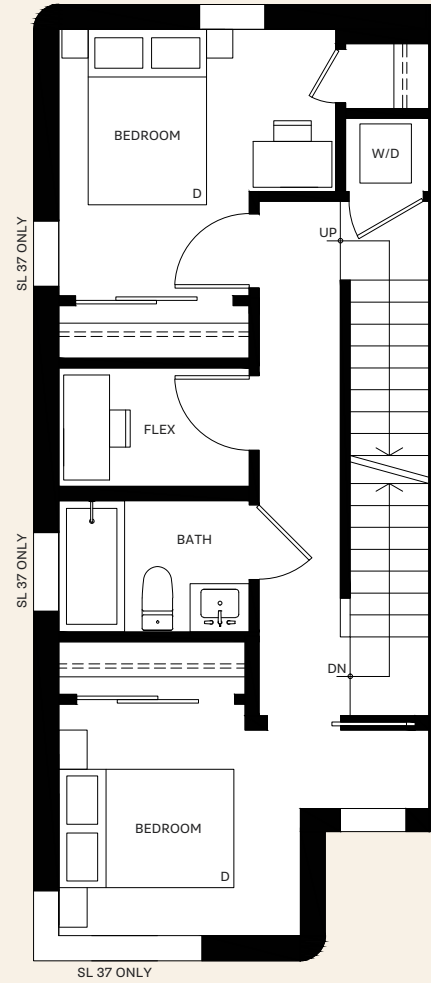 BEDROOM
W/D
D
UP
SL 37 ONLY
FLEX
BATH
SL 37 ONLY
DN
BEDROOM
D
SL 37 ONLY